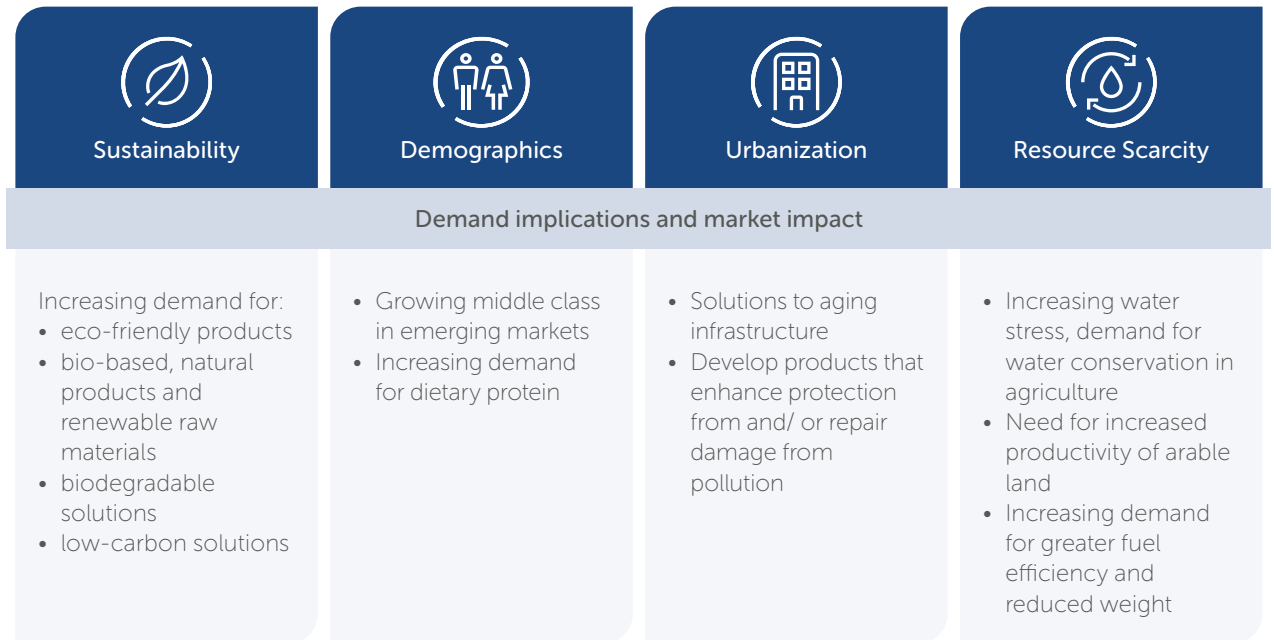 Sustainability
Demographics
Urbanization
Resource Scarcity
Demand implications and market impact
Increasing demand for:
• eco-friendly products
• bio-based, natural
products and
renewable raw
materials
• biodegradable
solutions
• low-carbon solutions
• Growing middle class
in emerging markets
• Increasing demand
for dietary protein
• Solutions to aging
infrastructure
• Develop products that
enhance protection
from and/ or repair
damage from
pollution
• Increasing water
stress, demand for
water conservation in
agriculture
• Need for increased
productivity of arable
land
• Increasing demand
for greater fuel
efficiency and
reduced weight